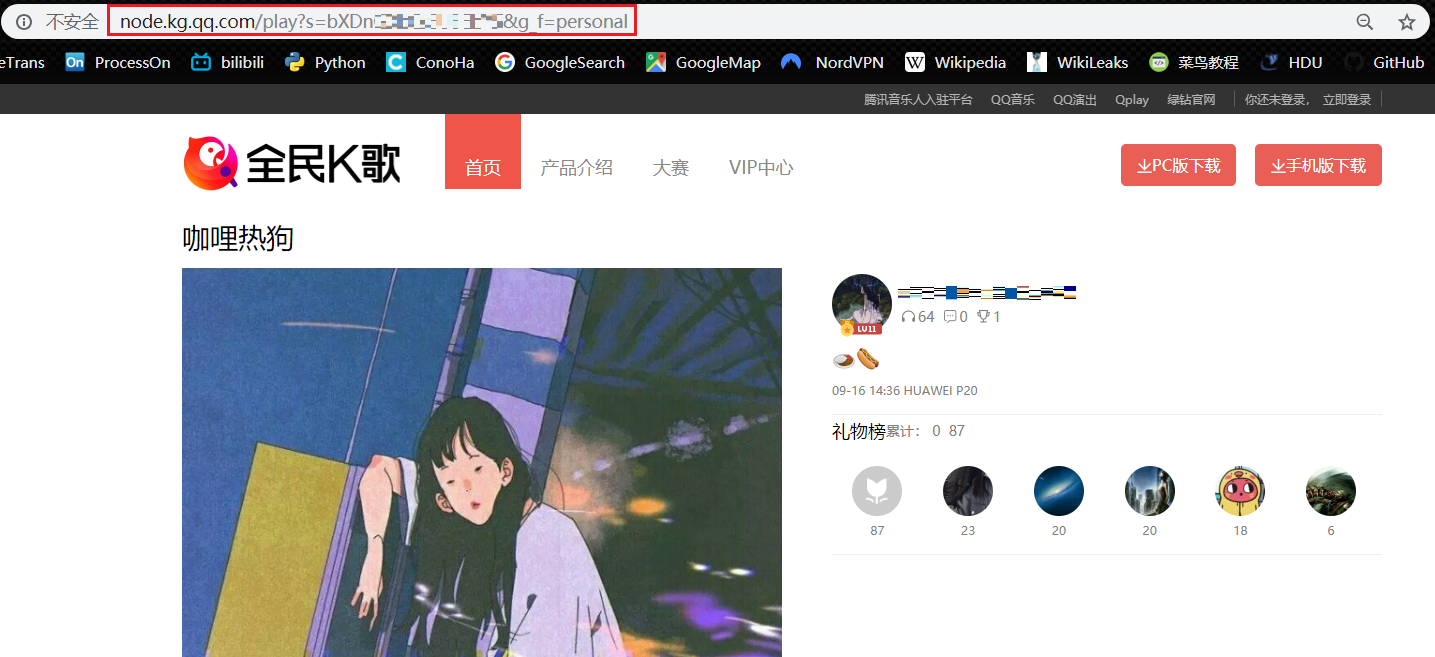 不安全 node.kg.qq.com/play?s=bXDn &g_f=personal
eTrans On ProcessOn bilibili Python C ConoHa G GoogleSearch GoogleMap NordVPN W Wikipedia WikiLeaks 菜鸟教程 HDU GitHub
腾讯音乐人入驻平台 QQ音乐 QQ演出 Qplay 绿钻官网 你还未登录， 立即登录
全民K歌 首页 产品介绍 大赛 VIP中心 PC版下载 手机版下载
咖哩热狗
LV11
64 0 1
09-16 14:36 HUAWEI P20
礼物榜累计： 0 87
87 23 20 20 18 6